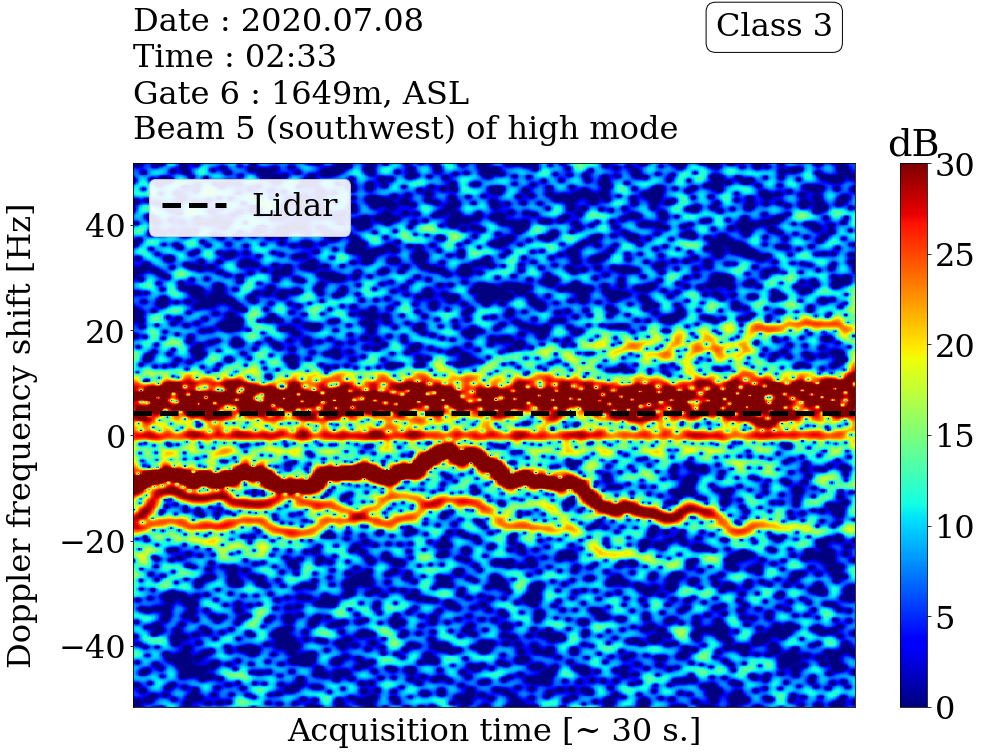 Date : 2020.07.08
Time : 02:33
Gate 6 : 1649m, ASL
Beam 5 (southwest) of high mode
Class 3
dB
Lidar
Doppler frequency shift [Hz]
40
20
0
−20
−40
30
25
20
15
10
5
0
Acquisition time [~ 30 s.]